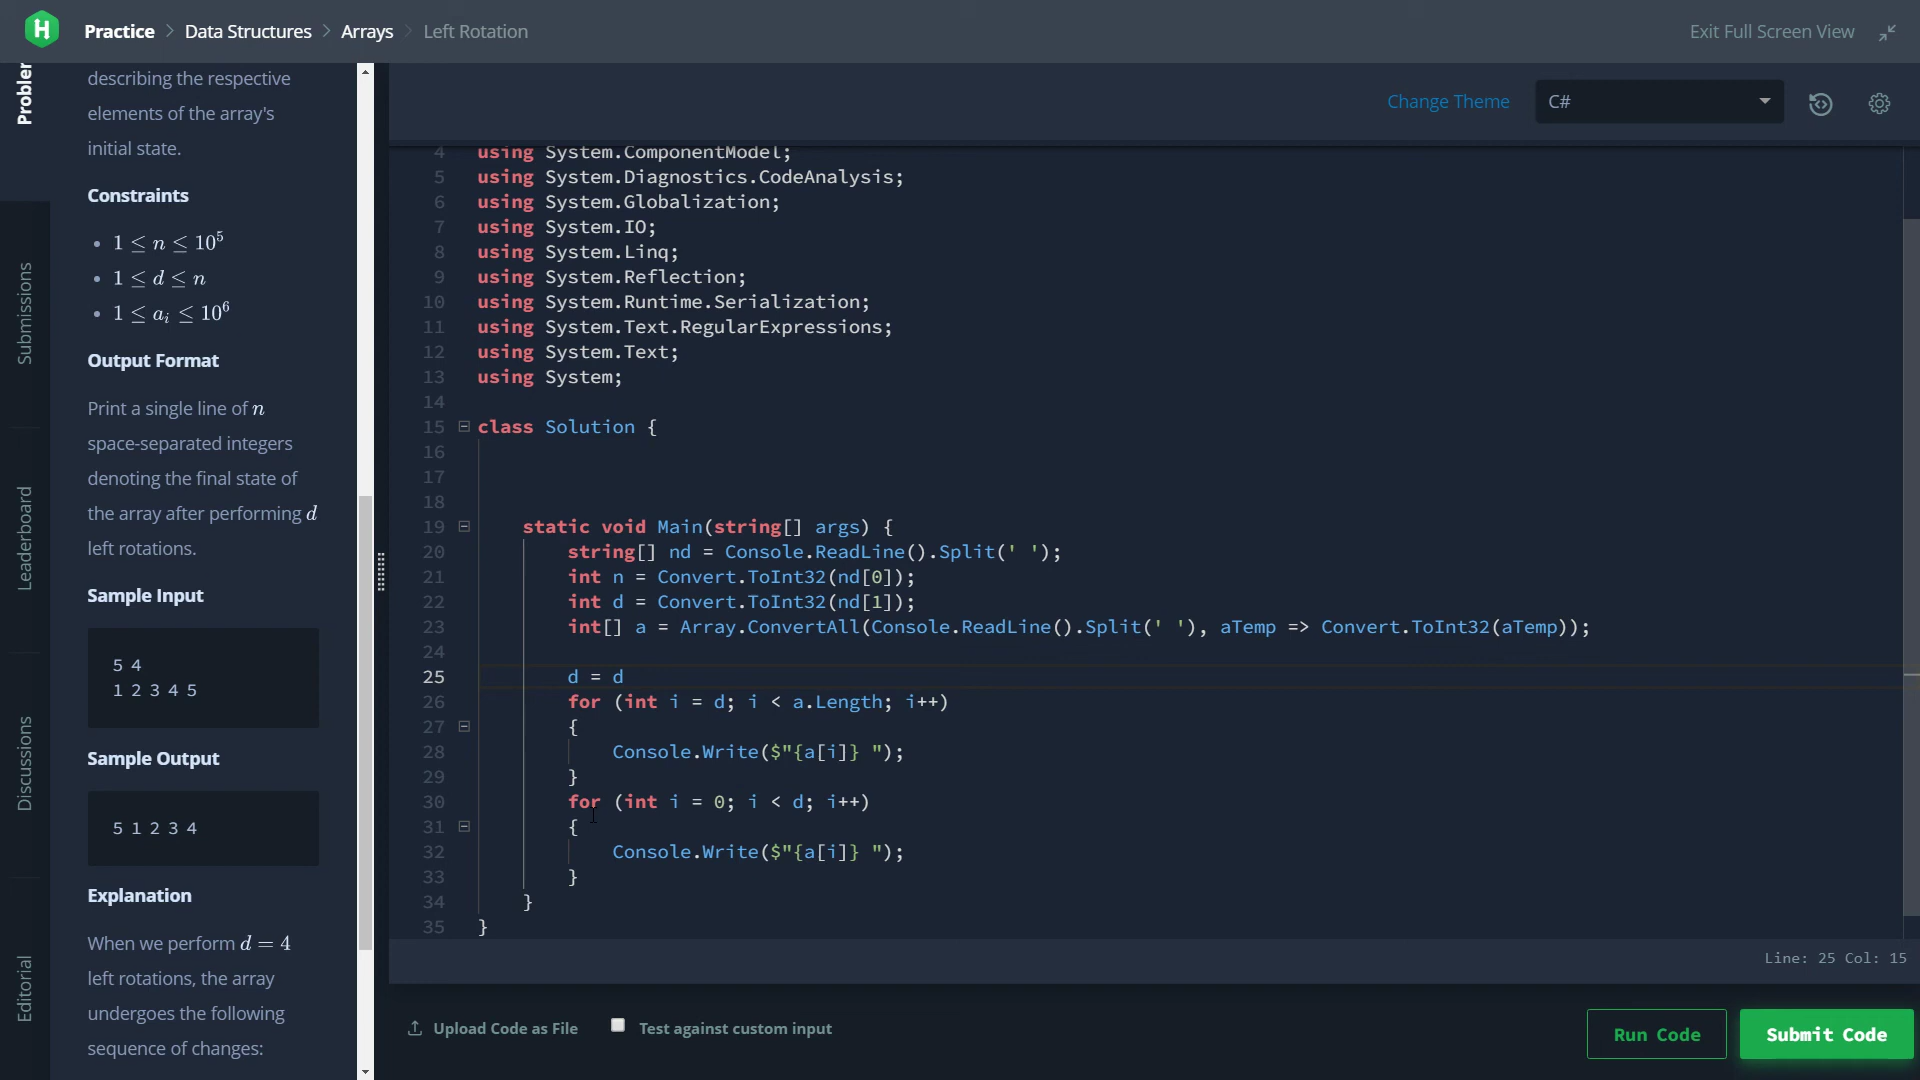 Practice > Data Structures > Arrays > Left Rotation
Exit Full Screen View
Problem
Submissions
Leaderboard
Discussions
Editorial
describing the respective
elements of the array's
initial state.
Constraints
• 1 ≤ n ≤ 10^5
• 1 ≤ d ≤ n
• 1 ≤ a_i ≤ 10^6
Output Format
Print a single line of n
space-separated integers
denoting the final state of
the array after performing d
left rotations.
Sample Input
5 4
1 2 3 4 5
Sample Output
5 1 2 3 4
Explanation
When we perform d = 4
left rotations, the array
undergoes the following
sequence of changes:
Change Theme
C#
4 using System.ComponentModel;
5 using System.Diagnostics.CodeAnalysis;
6 using System.Globalization;
7 using System.IO;
8 using System.Linq;
9 using System.Reflection;
10 using System.Runtime.Serialization;
11 using System.Text.RegularExpressions;
12 using System.Text;
13 using System;
14
15 class Solution {
16
17
18
19 static void Main(string[] args) {
20 string[] nd = Console.ReadLine().Split(' ');
21 int n = Convert.ToInt32(nd[0]);
22 int d = Convert.ToInt32(nd[1]);
23 int[] a = Array.ConvertAll(Console.ReadLine().Split(' '), aTemp => Convert.ToInt32(aTemp));
24
25 d = d
26 for (int i = d; i < a.Length; i++)
27 {
28 Console.Write($"{a[i]} ");
29 }
30 for (int i = 0; i < d; i++)
31 {
32 Console.Write($"{a[i]} ");
33 }
34 }
35 }
Line: 25 Col: 15
Upload Code as File
Test against custom input
Run Code
Submit Code